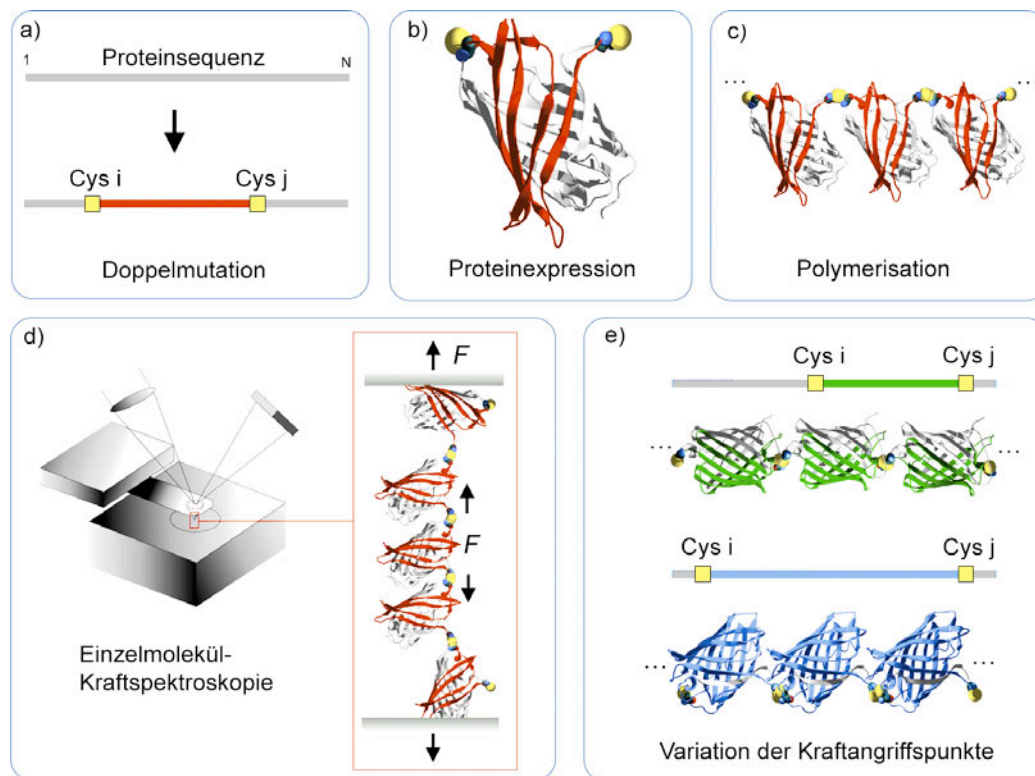 a)
Proteinsequenz
1 N
Cys i Cys j
Doppelmutation
b)
Proteinexpression
c)
... ...
Polymerisation
d)
F
F
Einzelmolekül-
Kraftspektroskopie
e)
Cys i Cys j
... ...
Cys i Cys j
... ...
Variation der Kraftangriffspunkte